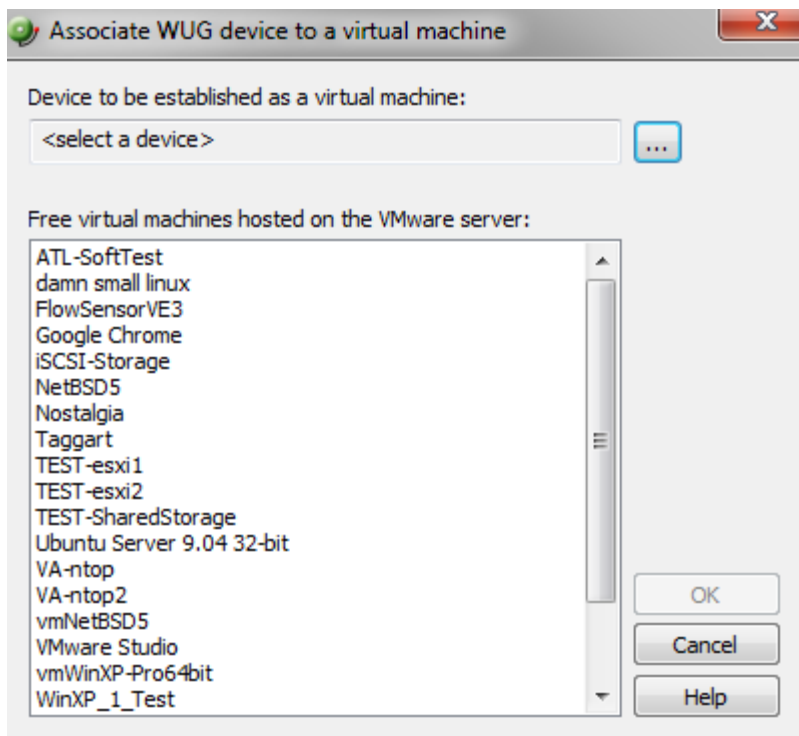 Associate WUG device to a virtual machine
Device to be established as a virtual machine:
<select a device>
...
Free virtual machines hosted on the VMware server:
ATL-SoftTest
damn small linux
FlowSensorVE3
Google Chrome
iSCSI-Storage
NetBSD5
Nostalgia
Taggart
TEST-esxi1
TEST-esxi2
TEST-SharedStorage
Ubuntu Server 9.04 32-bit
VA-ntop
VA-ntop2
vmNetBSD5
VMware Studio
vmWinXP-Pro64bit
WinXP_1_Test
OK
Cancel
Help